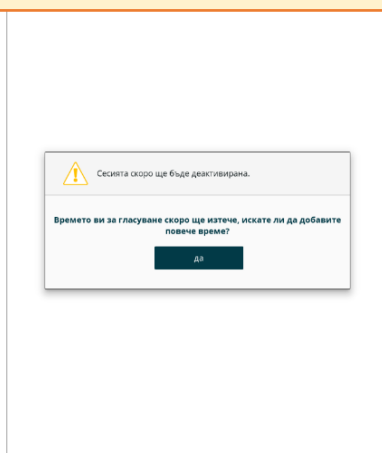 Сесията скоро ще бъде деактивирана.
Времето ви за гласуване скоро ще изтече, искате ли да добавите
повече време?
да